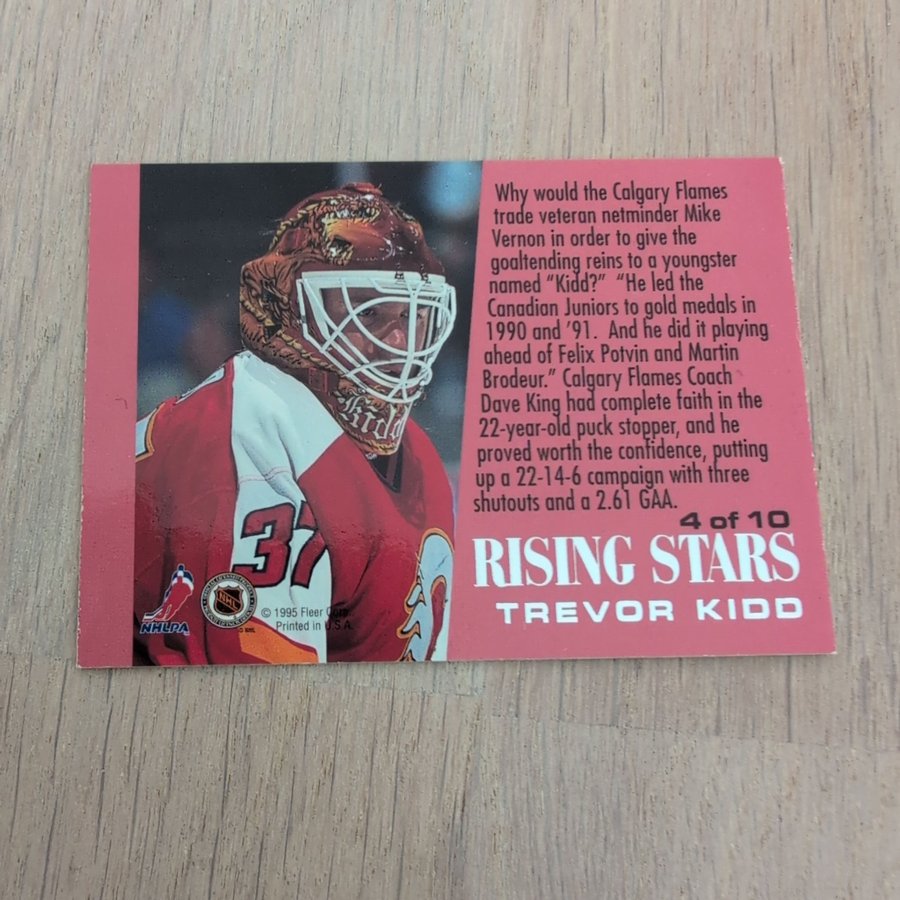 Why would the Calgary Flames
trade veteran netminder Mike
Vernon in order to give the
goaltending reins to a youngster
named "Kidd?" "He led the
Canadian Juniors to gold medals in
1990 and '91. And he did it playing
ahead of Felix Potvin and Martin
Brodeur." Calgary Flames Coach
Dave King had complete faith in the
22-year-old puck stopper, and he
proved worth the confidence, putting
up a 22-14-6 campaign with three
shutouts and a 2.61 GAA.
4 of 10
RISING STARS
TREVOR KIDD
Kidd
37
NHLPA
NHL
© 1995 Fleer Corp.
Printed in U.S.A.